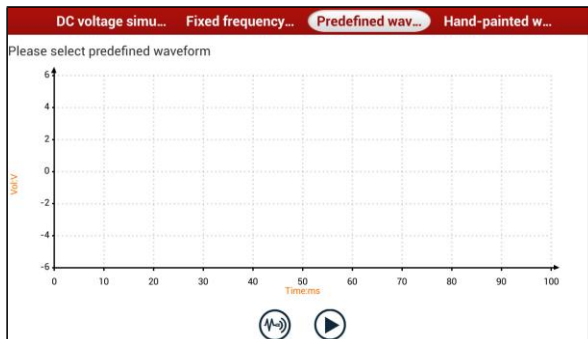 DC voltage simu... Fixed frequency... Predefined wav... Hand-painted w...
Please select predefined waveform
6
4
2
0
-2
-4
-6
Vol:V
0 10 20 30 40 50 60 70 80 90 100
Time:ms